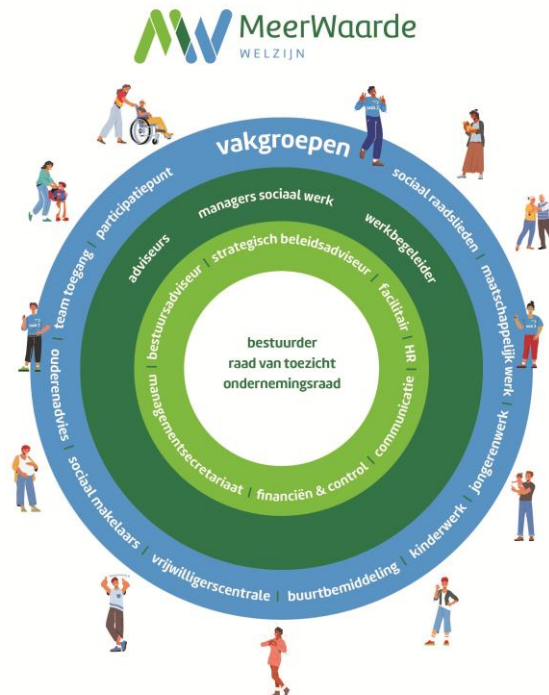 MeerWaarde
WELZIJN
vakgroepen
participatiepunt
sociaal raadslieden |
maatschappelijk werk |
jongerenwerk |
kinderwerk |
buurtbemiddeling |
vrijwilligerscentrale |
sociaal makelaars |
ouderenadvies |
team toegang |
adviseurs
managers sociaal werk
werkbegeleider
bestuursadviseur |
strategisch beleidsadviseur |
facilitair |
HR |
communicatie |
financiën & control |
managementsecretariaat |
bestuurder
raad van toezicht
ondernemingsraad